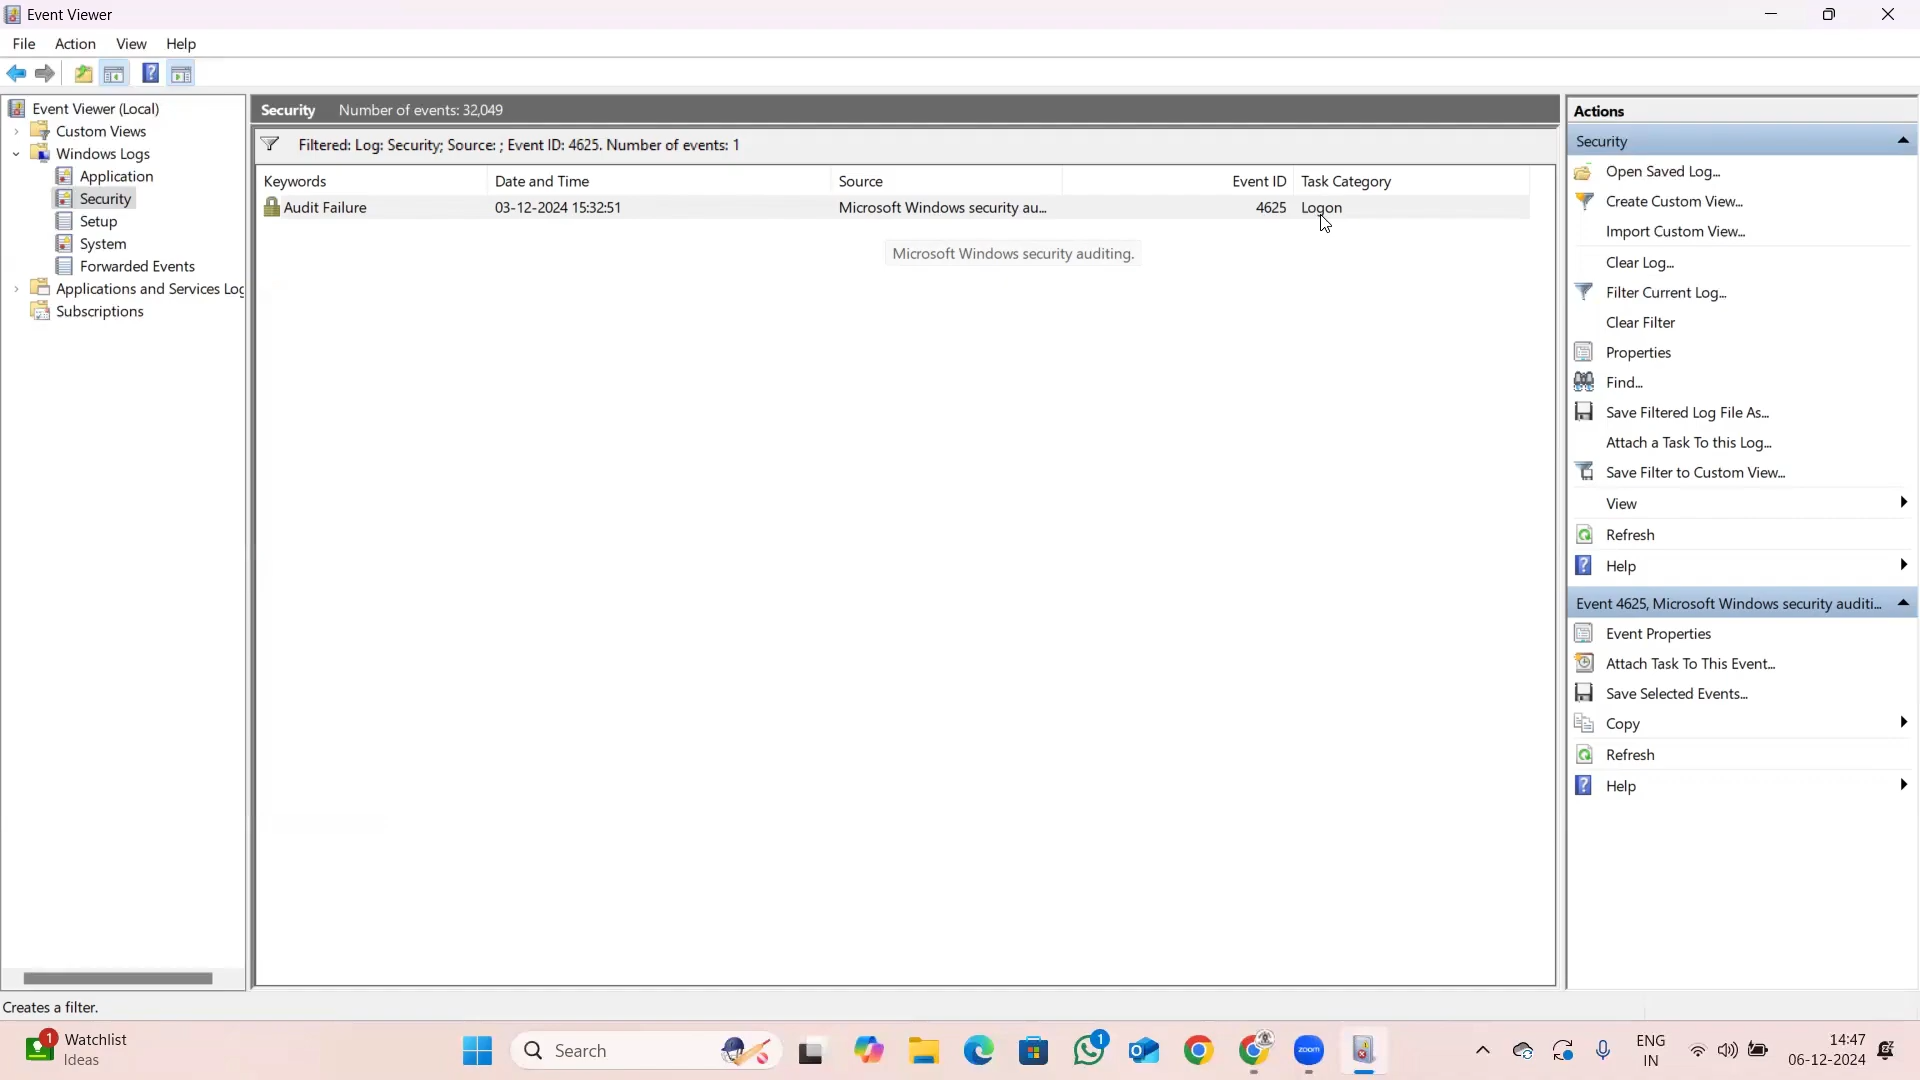 Event Viewer
File Action View Help
Event Viewer (Local)
Custom Views
Windows Logs
Application
Security
Setup
System
Forwarded Events
Applications and Services Log
Subscriptions
Security Number of events: 32,049
Filtered: Log: Security; Source: ; Event ID: 4625. Number of events: 1
Keywords Date and Time Source Event ID Task Category
Audit Failure 03-12-2024 15:32:51 Microsoft Windows security au... 4625 Logon
Microsoft Windows security auditing.
Actions
Security
Open Saved Log...
Create Custom View...
Import Custom View...
Clear Log...
Filter Current Log...
Clear Filter
Properties
Find...
Save Filtered Log File As...
Attach a Task To this Log...
Save Filter to Custom View...
View
Refresh
Help
Event 4625, Microsoft Windows security auditi...
Event Properties
Attach Task To This Event...
Save Selected Events...
Copy
Refresh
Help
Creates a filter.
1
Watchlist
Ideas
Search
1
zoom
ENG
IN
14:47
06-12-2024